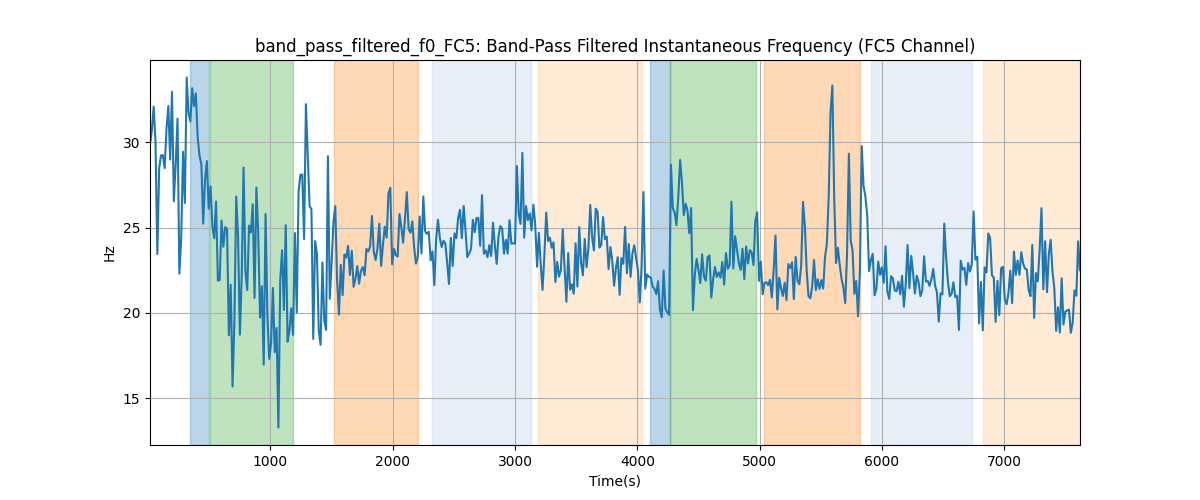 band_pass_filtered_f0_FC5: Band-Pass Filtered Instantaneous Frequency (FC5 Channel)
30
25
20
15
Hz
1000 2000 3000 4000 5000 6000 7000
Time(s)